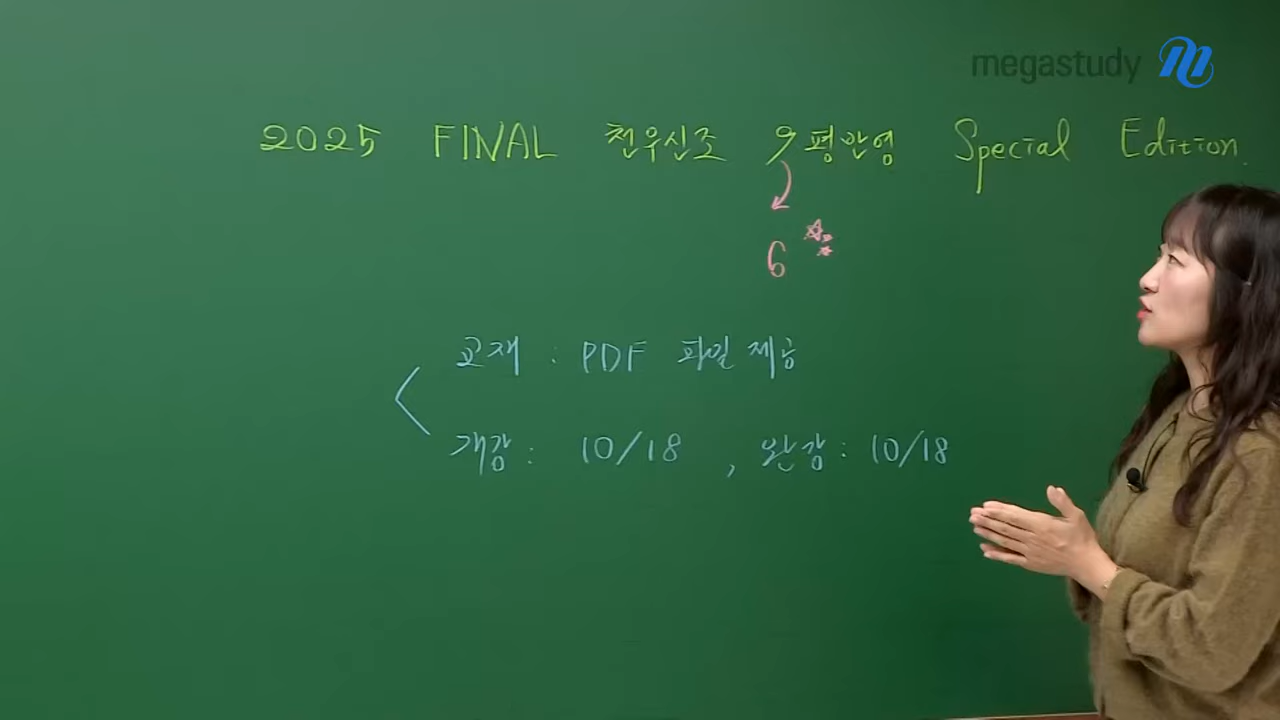 megastudy
2025 FINAL 천우신조 9평반영 Special Edition.
6
교재 : PDF 파일제공
개강 : 10/18 , 완강 : 10/18